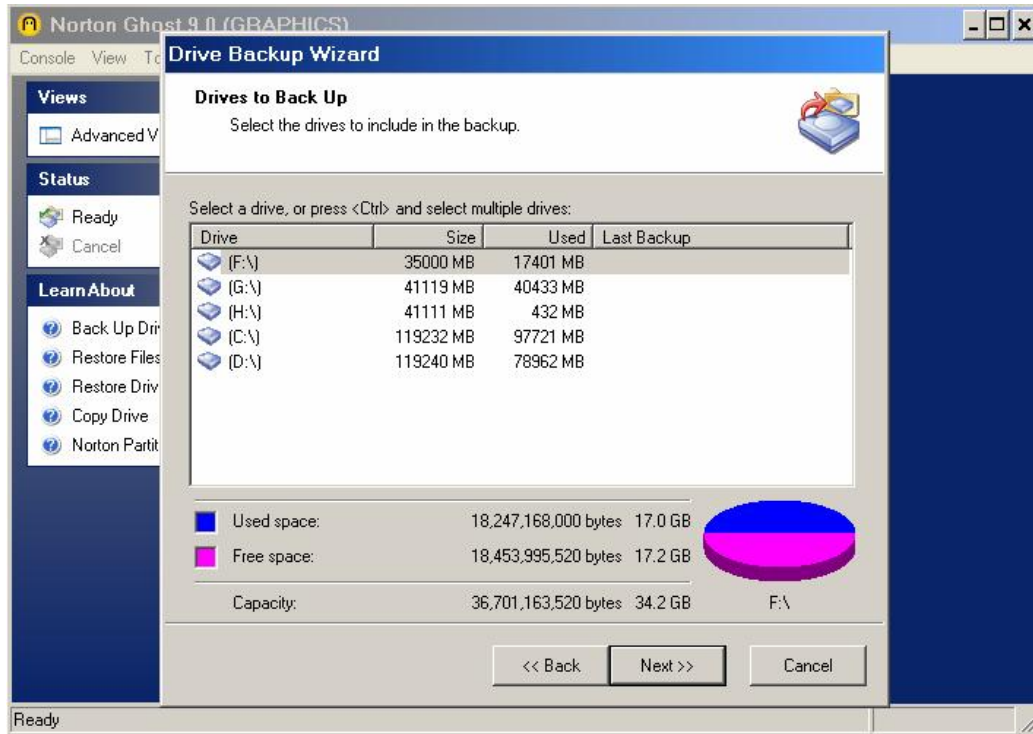 Norton Ghost 9.0 (GRAPHICS)
Console View
Drive Backup Wizard
Drives to Back Up
Select the drives to include in the backup.
Views
Advanced V
Status
Ready
Cancel
Learn About
Back Up Dri
Restore Files
Restore Driv
Copy Drive
Norton Partit
Select a drive, or press <Ctrl> and select multiple drives:
Drive Size Used Last Backup
(F:\) 35000 MB 17401 MB
(G:\) 41119 MB 40433 MB
(H:\) 41111 MB 432 MB
(C:\) 119232 MB 97721 MB
(D:\) 119240 MB 78962 MB
Used space: 18,247,168,000 bytes 17.0 GB
Free space: 18,453,995,520 bytes 17.2 GB
Capacity: 36,701,163,520 bytes 34.2 GB
F:\
<< Back Next >> Cancel
Ready